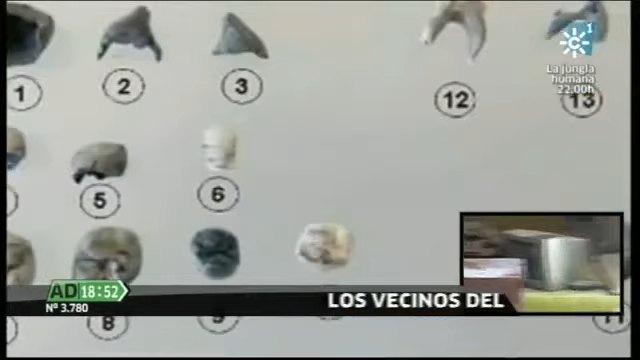 1
La jungla
humana
22.00h
1 2 3 12 13
5 6
8
AD 18:52
Nº 3.780
LOS VECINOS DEL